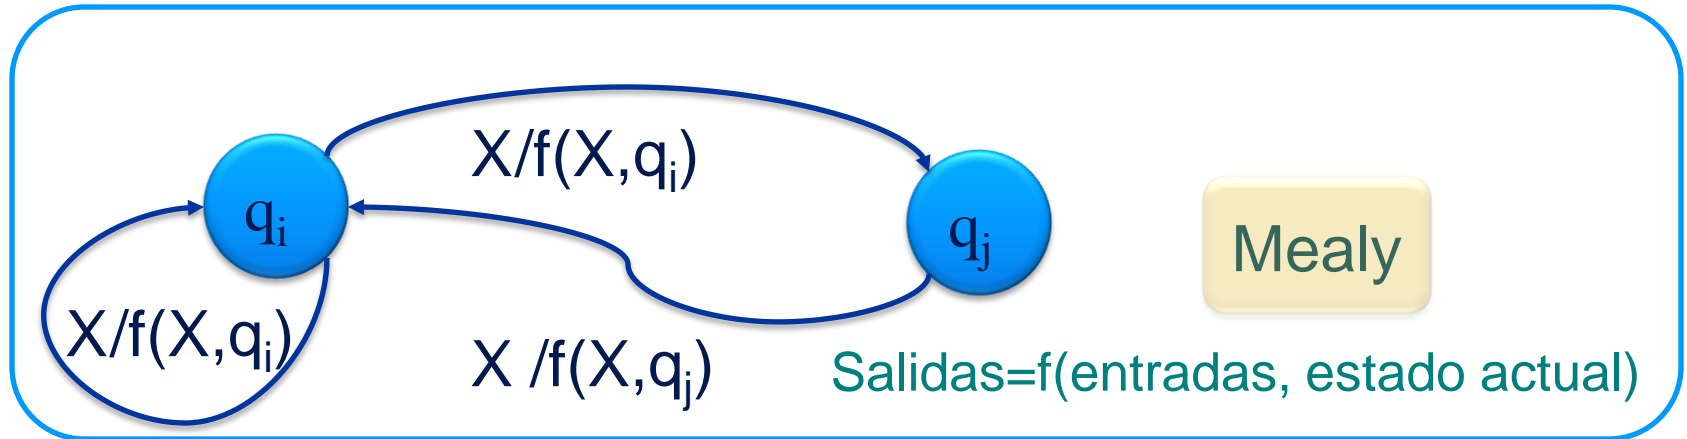 X/f(X,qi)
qi
qj
Mealy
X/f(X,qi)
X /f(X,qj)
Salidas=f(entradas, estado actual)